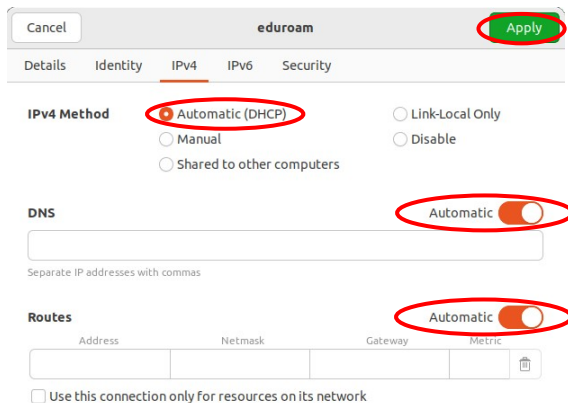 Cancel eduroam Apply
Details Identity IPv4 IPv6 Security
IPv4 Method Automatic (DHCP) Link-Local Only
Manual Disable
Shared to other computers
DNS Automatic
Separate IP addresses with commas
Routes Automatic
Address Netmask Gateway Metric
Use this connection only for resources on its network